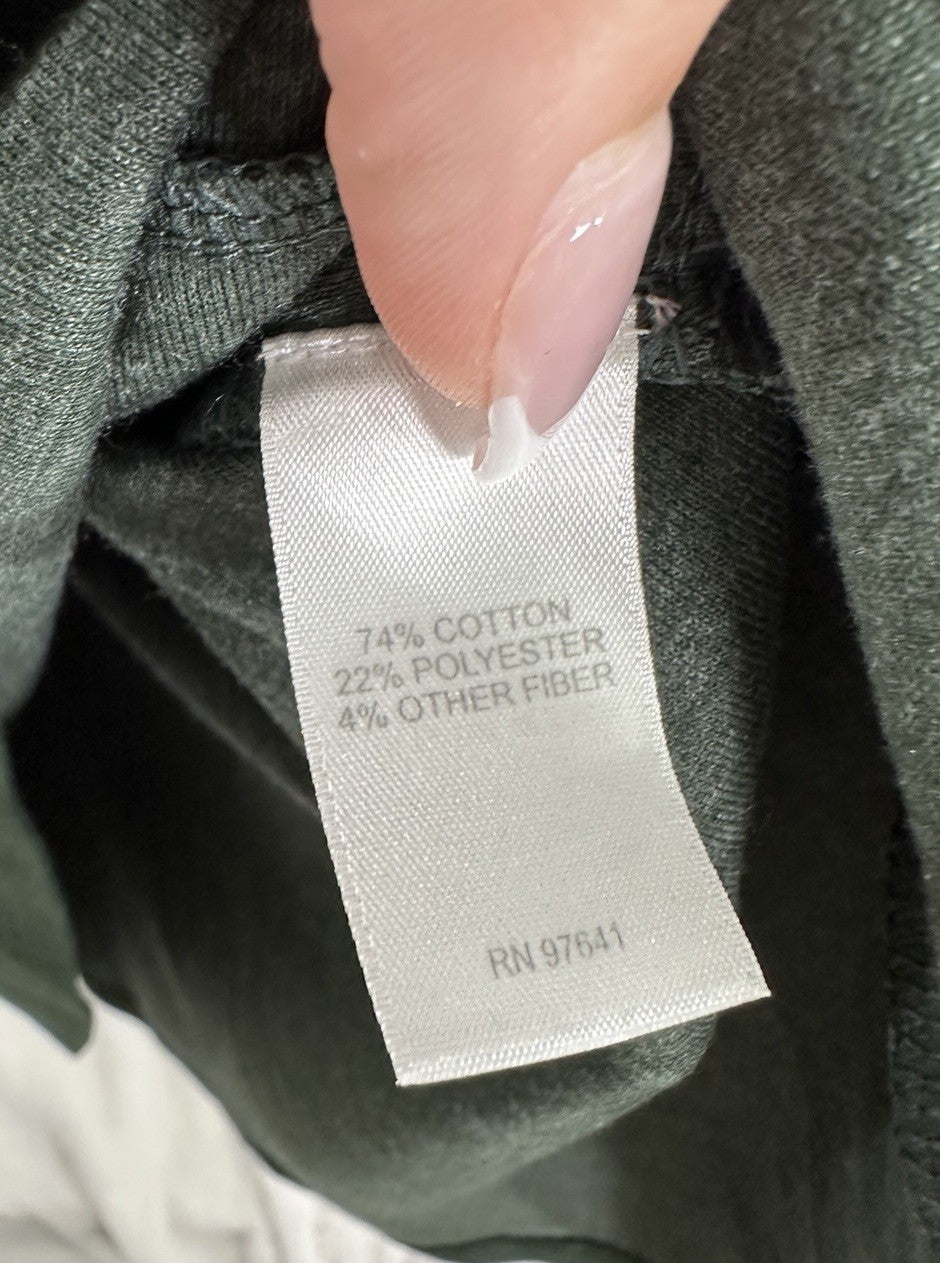 74% COTTON
22% POLYESTER
4% OTHER FIBER
RN 97641